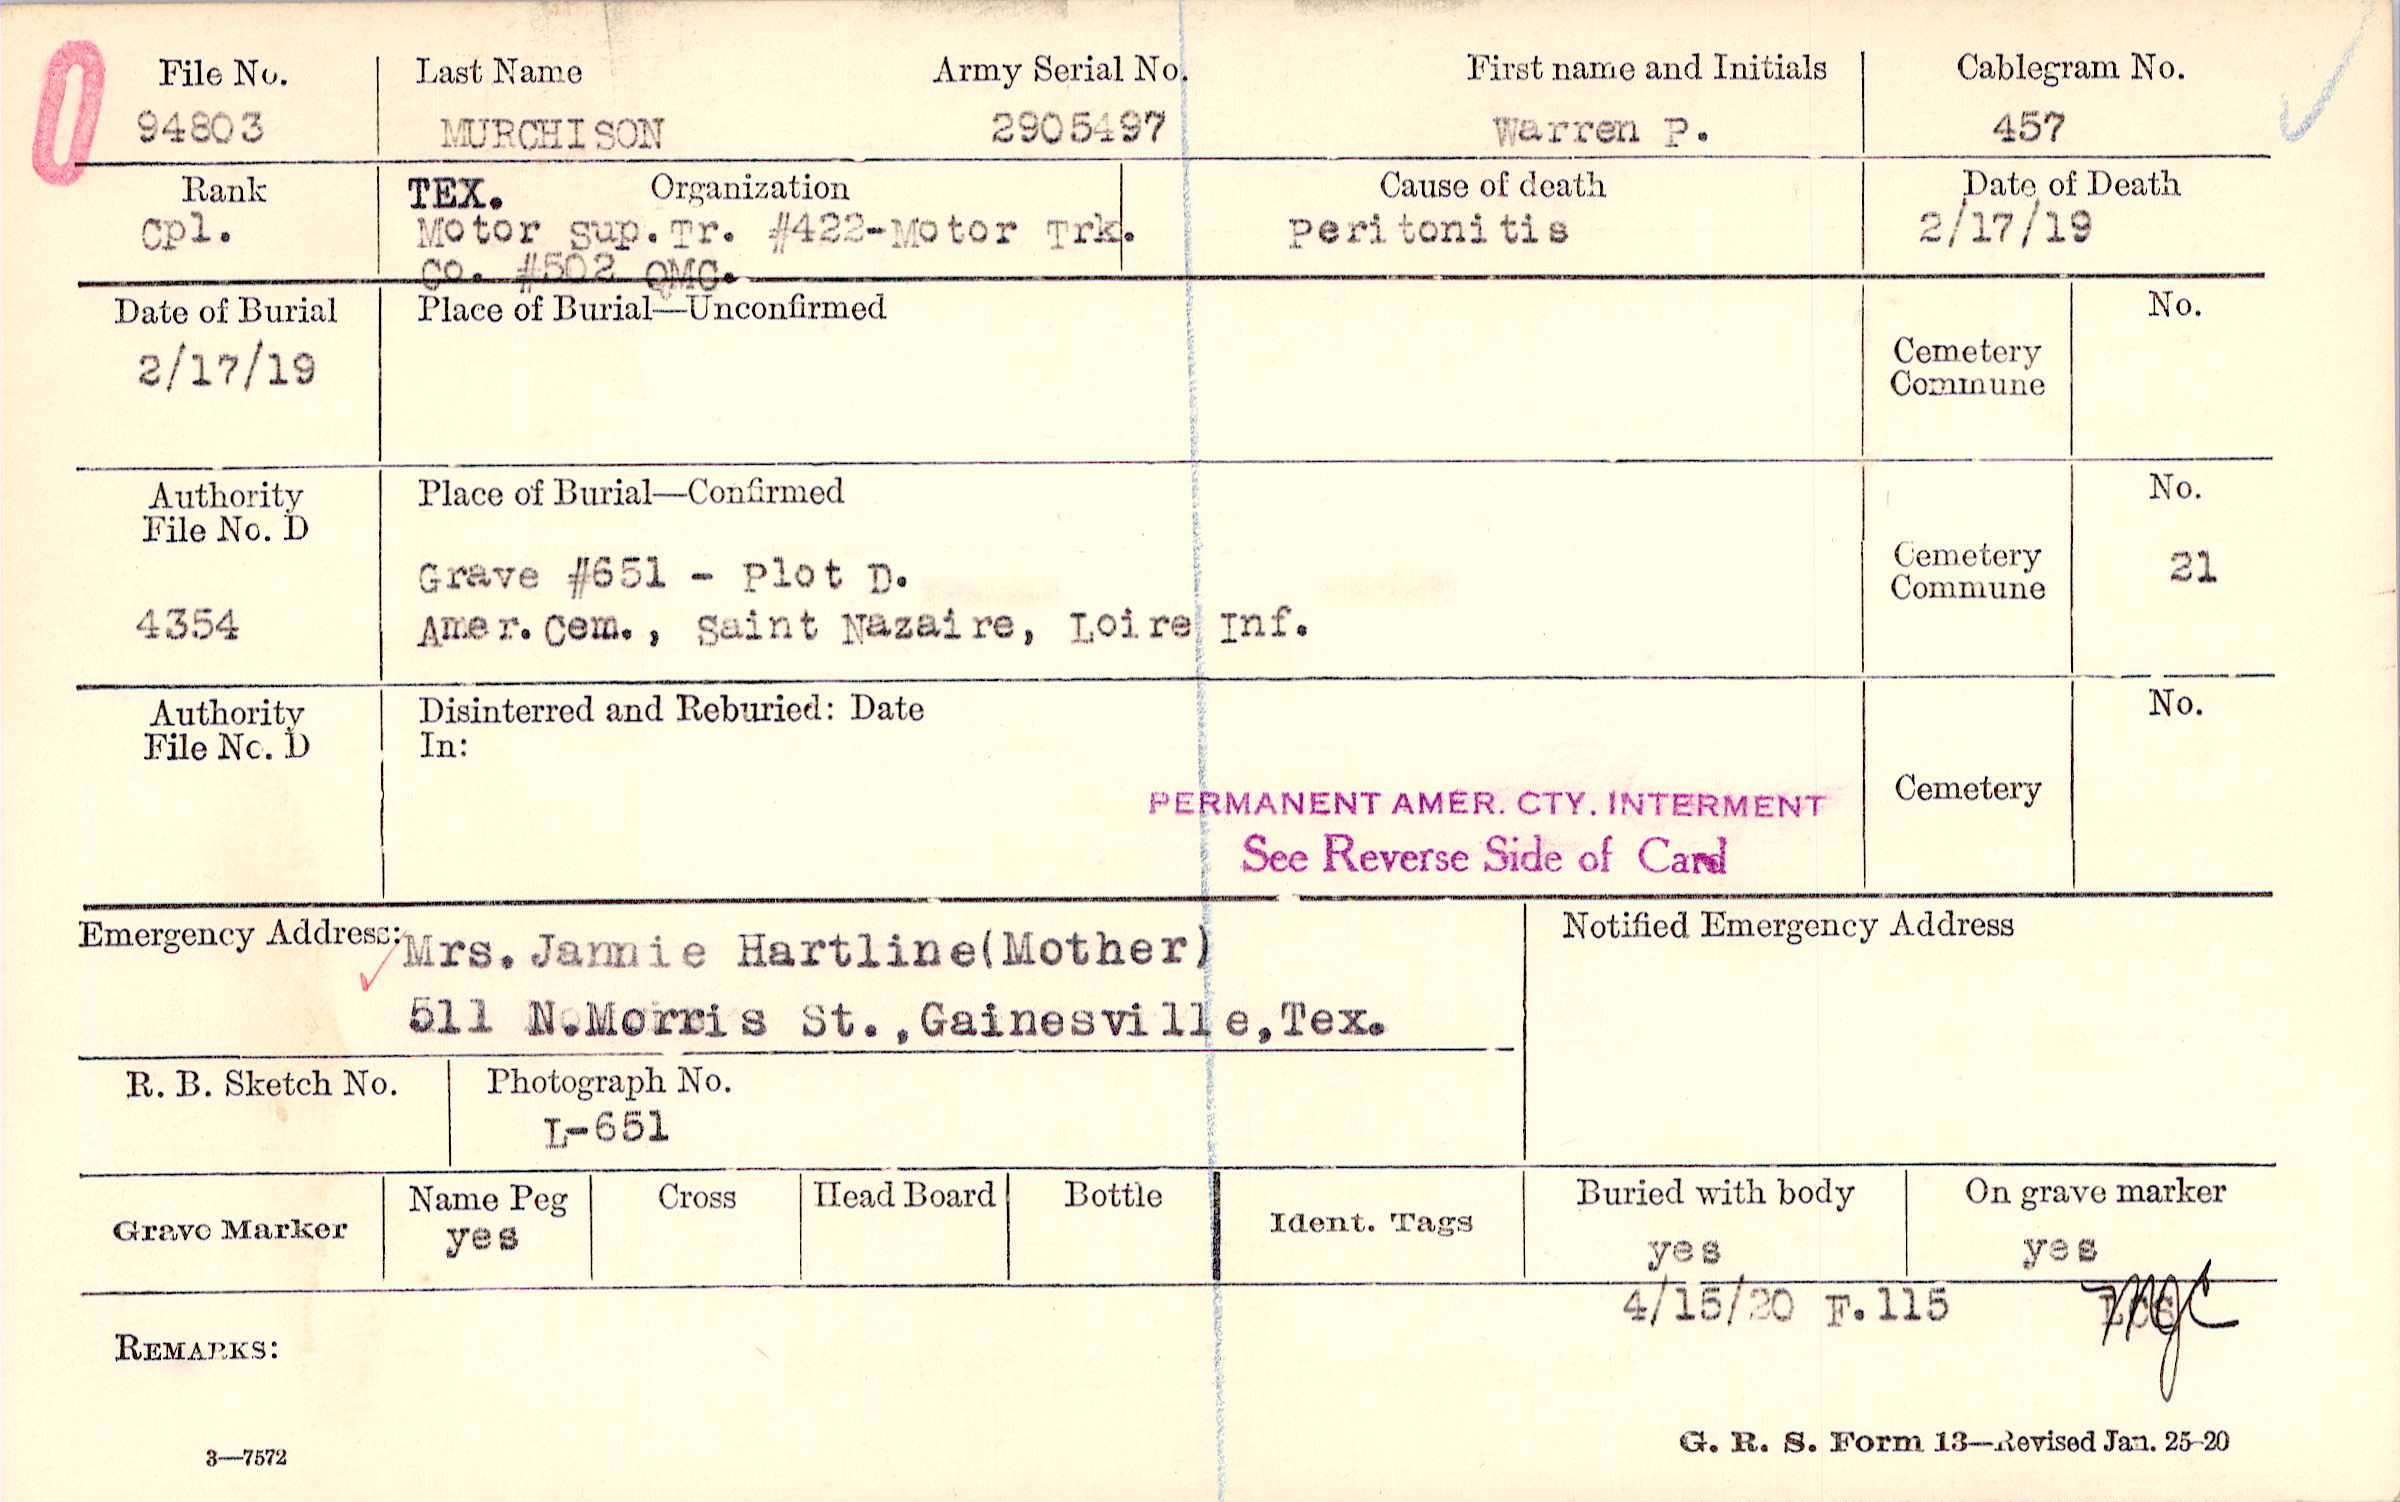 File No. Last Name Army Serial No. First name and Initials Cablegram No.
94803 MURCHISON 2905497 Warren P. 457
Rank TEX. Organization Cause of death Date of Death
Cpl. Motor Sup.Tr. #422-Motor Trk. Peritonitis 2/17/19
Co. #502 QMC.
Date of Burial Place of Burial—Unconfirmed No.
2/17/19 Cemetery
Commune
Authority Place of Burial—Confirmed No.
File No. D
Grave #651 - Plot D. Cemetery 21
Commune
4354 Amer.Cem., Saint Nazaire, Loire Inf.
Authority Disinterred and Reburied: Date No.
File No. D In:
PERMANENT AMER. CTY. INTERMENT Cemetery
See Reverse Side of Card
Emergency Address: Mrs.Jannie Hartline(Mother) Notified Emergency Address
511 N.Morris St.,Gainesville,Tex.
R. B. Sketch No. Photograph No.
L-651
Grave Marker Name Peg Cross Head Board Bottle Ident. Tags Buried with body On grave marker
yes yes yes
4/15/20 F.115
REMARKS:
3—7572 G. R. S. Form 13—Revised Jan. 25-20